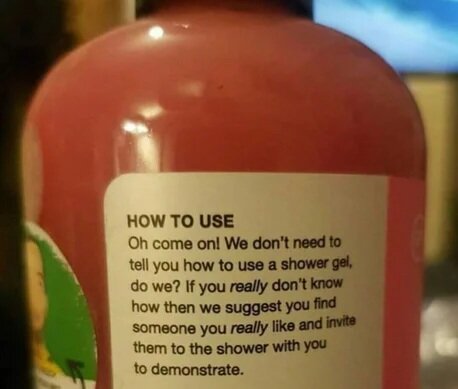 HOW TO USE
Oh come on! We don't need to
tell you how to use a shower gel,
do we? If you really don't know
how then we suggest you find
someone you really like and invite
them to the shower with you
to demonstrate.